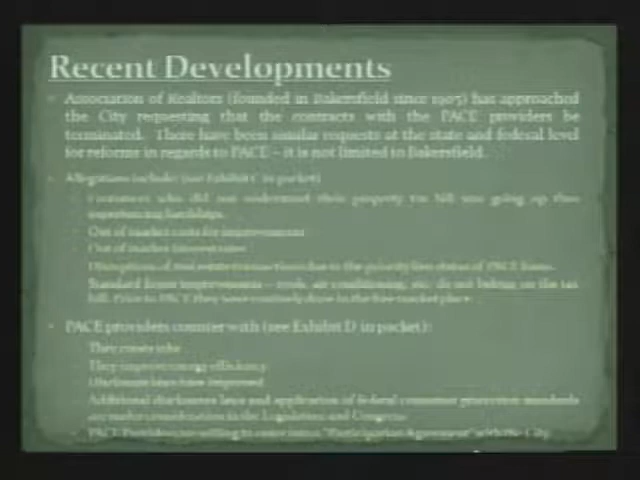 Recent Developments
Association of Realtors (founded in Bakersfield since 1905) has approached
the City requesting that the contracts with the PACE providers be
terminated. There have been similar requests at the state and federal level
for reforms in regards to PACE – it is not limited to Bakersfield.
Allegations include (see Exhibit C in packet)
Customers who did not understand their property tax bill was going up thus
experiencing hardships.
Out of market costs for improvements
Out of market interest rates
Disruptions of real estate transactions due to the priority lien status of PACE liens.
Standard home improvements – roofs, air conditioning, etc. do not belong on the tax
bill. Prior to PACE they were routinely done in the free market place.
PACE providers counter with (see Exhibit D in packet):
They create jobs
They improve energy efficiency
Disclosure laws have improved
Additional disclosures laws and application of federal consumer protection standards
are under consideration in the Legislature and Congress
PACE Providers are willing to enter into a "Participation Agreement" with the City